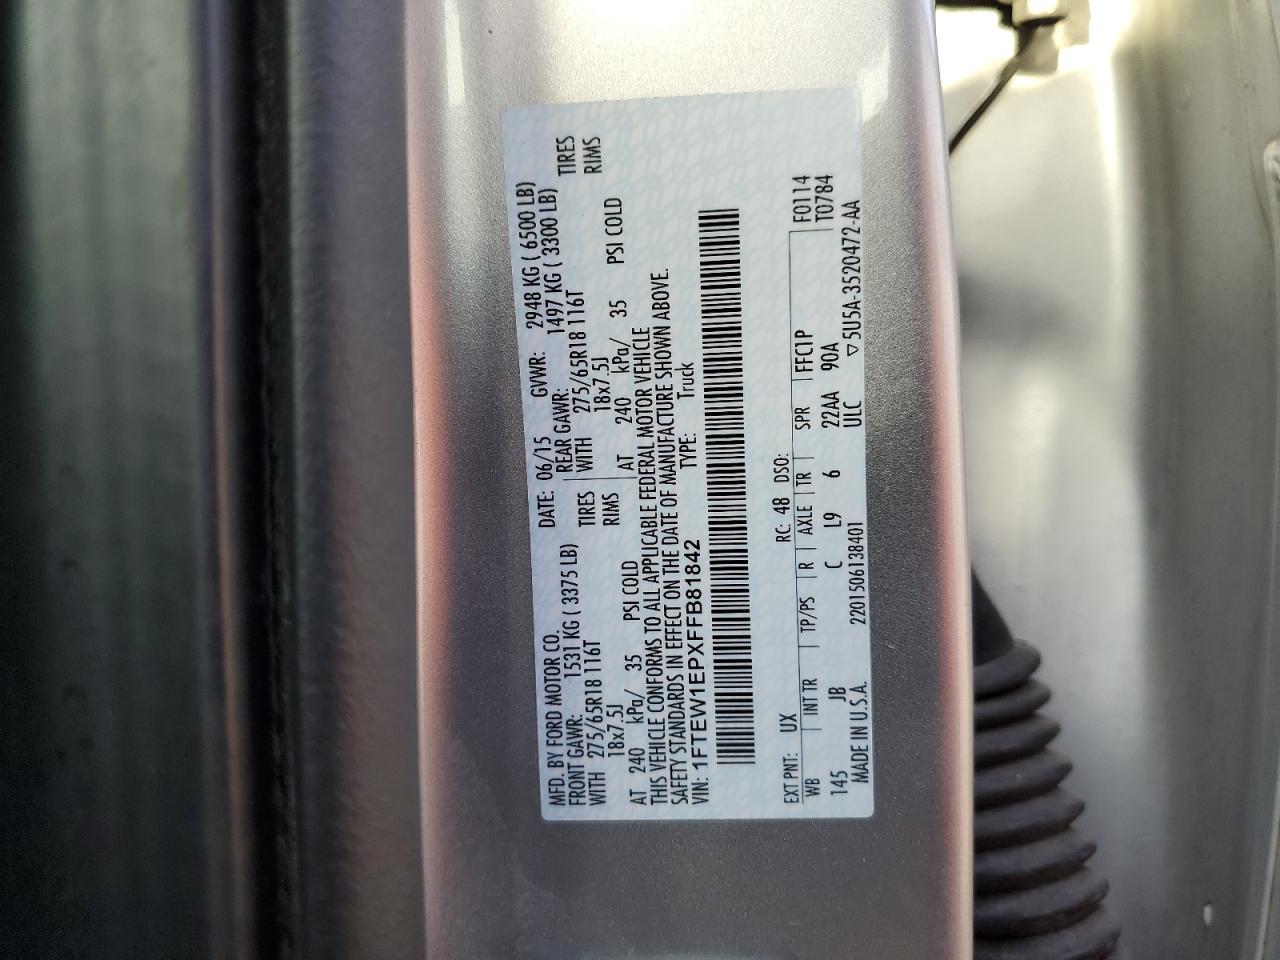 MFD. BY FORD MOTOR CO.
DATE: 06/15 GVWR: 2948 KG ( 6500 LB)
FRONT GAWR: 1531 KG ( 3375 LB) REAR GAWR: 1497 KG ( 3300 LB)
WITH 275/65R18 116T TIRES WITH 275/65R18 116T TIRES
18x7.5J RIMS 18x7.5J RIMS
AT 240 kPa/ 35 PSI COLD AT 240 kPa/ 35 PSI COLD
THIS VEHICLE CONFORMS TO ALL APPLICABLE FEDERAL MOTOR VEHICLE
SAFETY STANDARDS IN EFFECT ON THE DATE OF MANUFACTURE SHOWN ABOVE.
VIN: 1FTEW1EPXFFB81842 TYPE: Truck
EXT PNT: UX RC: 48 DSO:
WB INT TR TP/PS R AXLE TR SPR FFC1P F0114
145 JB C L9 6 22AA 90A T0784
ULC
MADE IN U.S.A. 2201506138401 ▽5U5A-3520472-AA